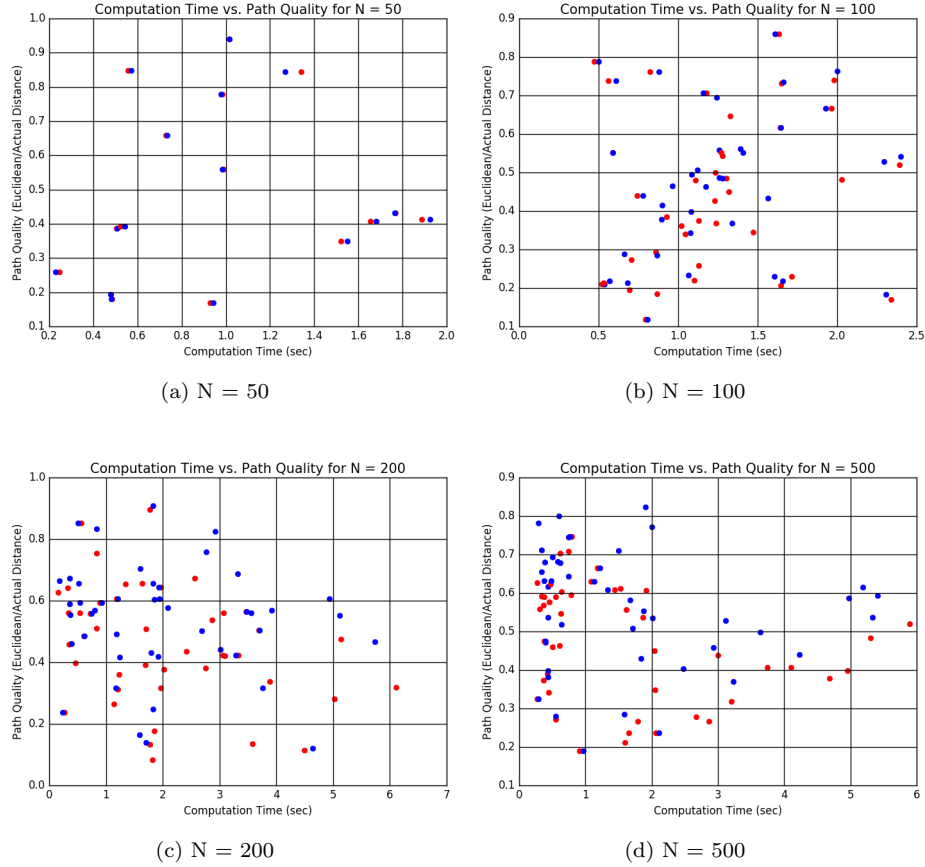 Computation Time vs. Path Quality for N = 50
1.0
0.9
0.8
0.7
0.6
0.5
0.4
0.3
0.2
0.1
Path Quality (Euclidean/Actual Distance)
0.2 0.4 0.6 0.8 1.0 1.2 1.4 1.6 1.8 2.0
Computation Time (sec)
(a) N = 50
Computation Time vs. Path Quality for N = 100
0.9
0.8
0.7
0.6
0.5
0.4
0.3
0.2
0.1
Path Quality (Euclidean/Actual Distance)
0.0 0.5 1.0 1.5 2.0 2.5
Computation Time (sec)
(b) N = 100
Computation Time vs. Path Quality for N = 200
1.0
0.8
0.6
0.4
0.2
0.0
Path Quality (Euclidean/Actual Distance)
0 1 2 3 4 5 6 7
Computation Time (sec)
(c) N = 200
Computation Time vs. Path Quality for N = 500
0.9
0.8
0.7
0.6
0.5
0.4
0.3
0.2
0.1
Path Quality (Euclidean/Actual Distance)
0 1 2 3 4 5 6
Computation Time (sec)
(d) N = 500